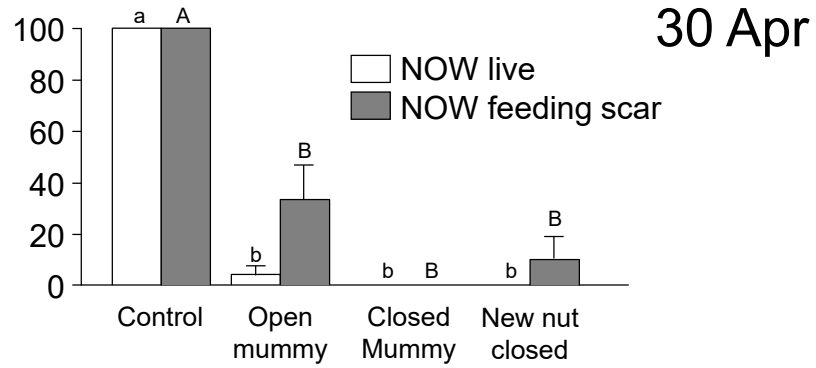 30 Apr
a A
100
80
60
40
20
0
NOW live
NOW feeding scar
b B
b B
b B
Control
Open
mummy
Closed
Mummy
New nut
closed